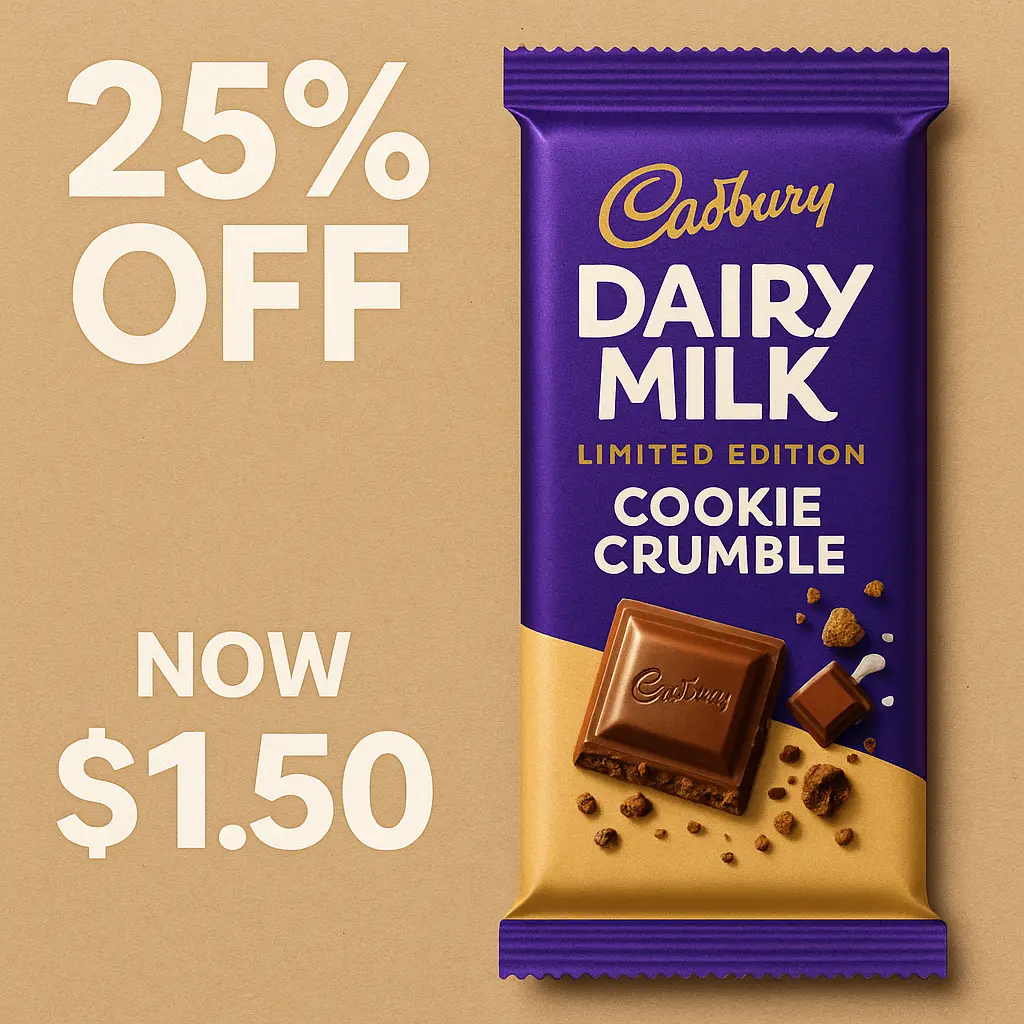 25%
OFF
NOW
$1.50
Cadbury
DAIRY
MILK
LIMITED EDITION
COOKIE
CRUMBLE
Cadbury